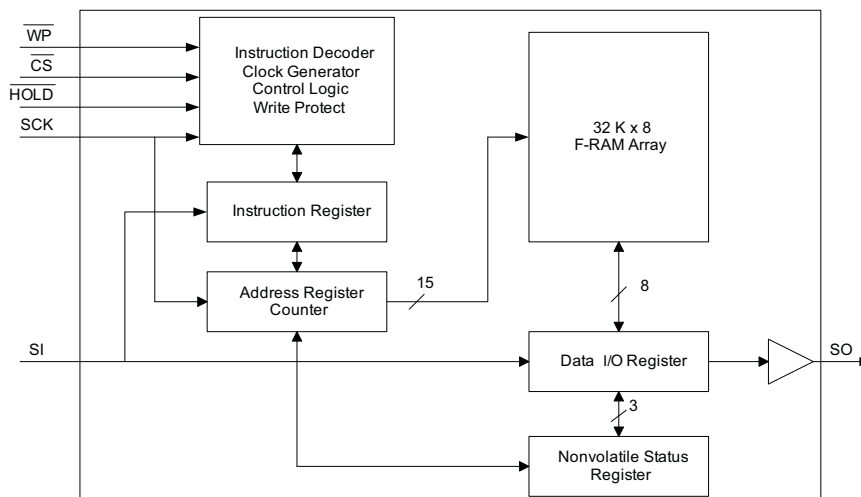 WP
CS
HOLD
SCK
Instruction Decoder
Clock Generator
Control Logic
Write Protect
32 K x 8
F-RAM Array
Instruction Register
Address Register
Counter
15
8
SI
Data I/O Register
SO
3
Nonvolatile Status
Register